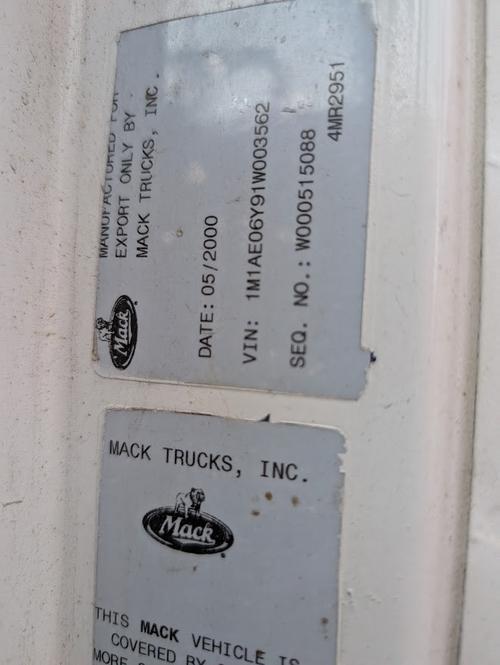 MANUFACTURED FOR
EXPORT ONLY BY
MACK TRUCKS, INC.
Mack
DATE: 05/2000
VIN: 1M1AE06Y91W003562
SEQ. NO.: W000515088
4MR2951
MACK TRUCKS, INC.
Mack
THIS MACK VEHICLE IS
COVERED BY
MORE